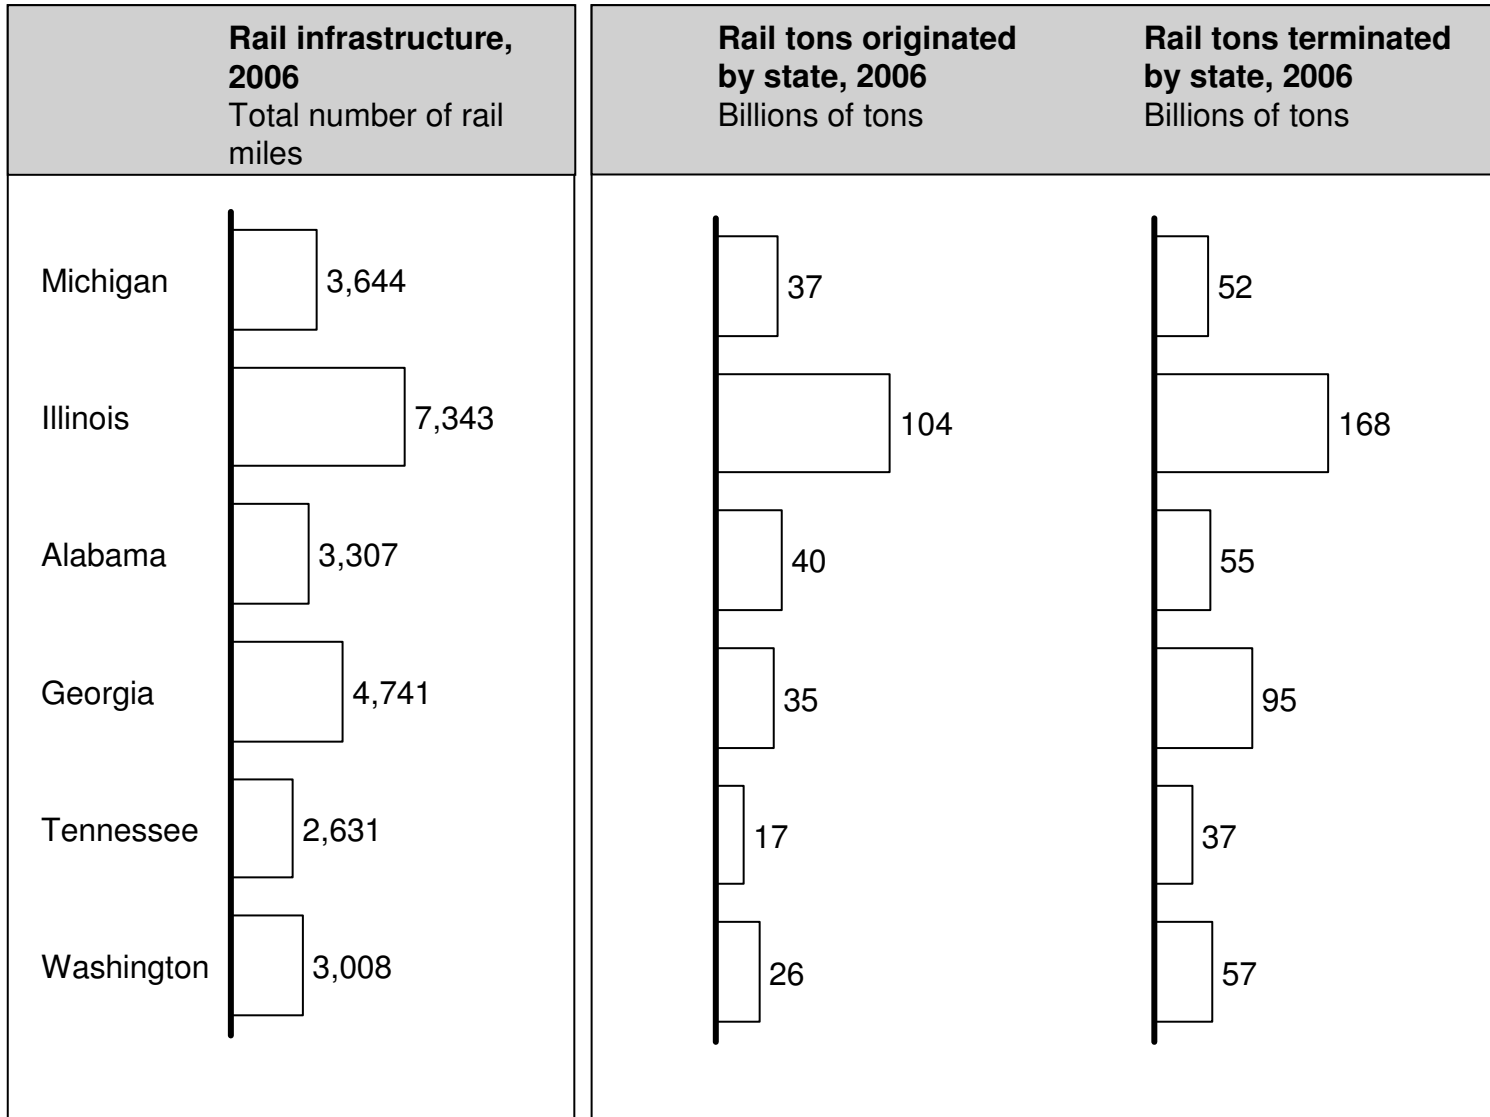 Rail infrastructure,
2006
Total number of rail
miles
Rail tons originated
by state, 2006
Billions of tons
Rail tons terminated
by state, 2006
Billions of tons
Michigan 3,644 37 52
Illinois 7,343 104 168
Alabama 3,307 40 55
Georgia 4,741 35 95
Tennessee 2,631 17 37
Washington 3,008 26 57